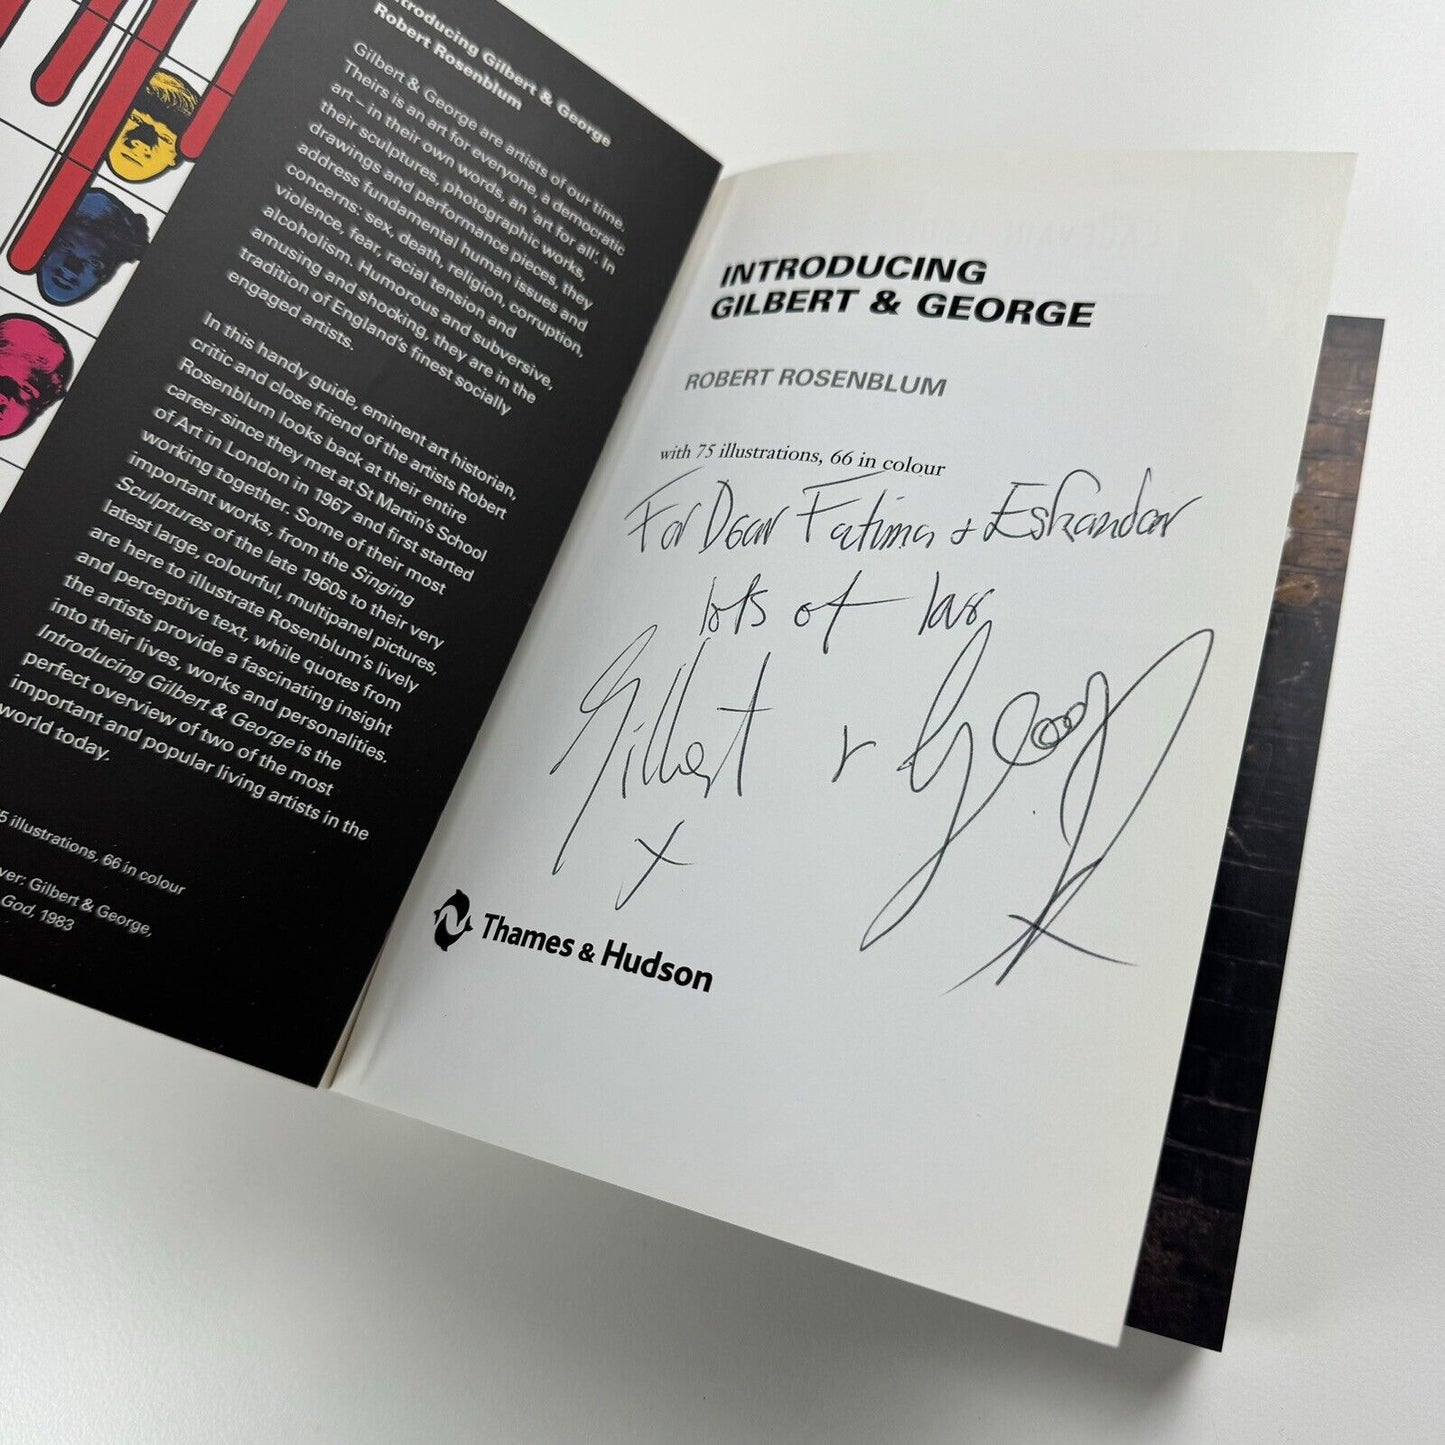 Introducing Gilbert & George
Robert Rosenblum
Gilbert & George are artists of our time.
Theirs is an art for everyone, a democratic
art – in their own words, an 'art for all'. In
their sculptures, photographic works,
drawings and performance pieces, they
address fundamental human issues and
concerns: sex, death, religion, corruption,
violence, fear, racial tension and
alcoholism. Humorous and subversive,
amusing and shocking, they are in the
tradition of England's finest socially
engaged artists.
In this handy guide, eminent art historian,
critic and close friend of the artists Robert
Rosenblum looks back at their entire
career since they met at St Martin's School
of Art in London in 1967 and first started
working together. Some of their most
important works, from the Singing
Sculptures of the late 1960s to their very
latest large, colourful, multipanel pictures,
are here to illustrate Rosenblum's lively
and perceptive text, while quotes from
the artists provide a fascinating insight
into their lives, works and personalities.
Introducing Gilbert & George is the
perfect overview of two of the most
important and popular living artists in the
world today.
5 illustrations, 66 in colour
ver: Gilbert & George,
God, 1983
INTRODUCING
GILBERT & GEORGE
ROBERT ROSENBLUM
with 75 illustrations, 66 in colour
For Dear Fatima + Eskandar
lots of
Gilbert + George
x x
Thames & Hudson